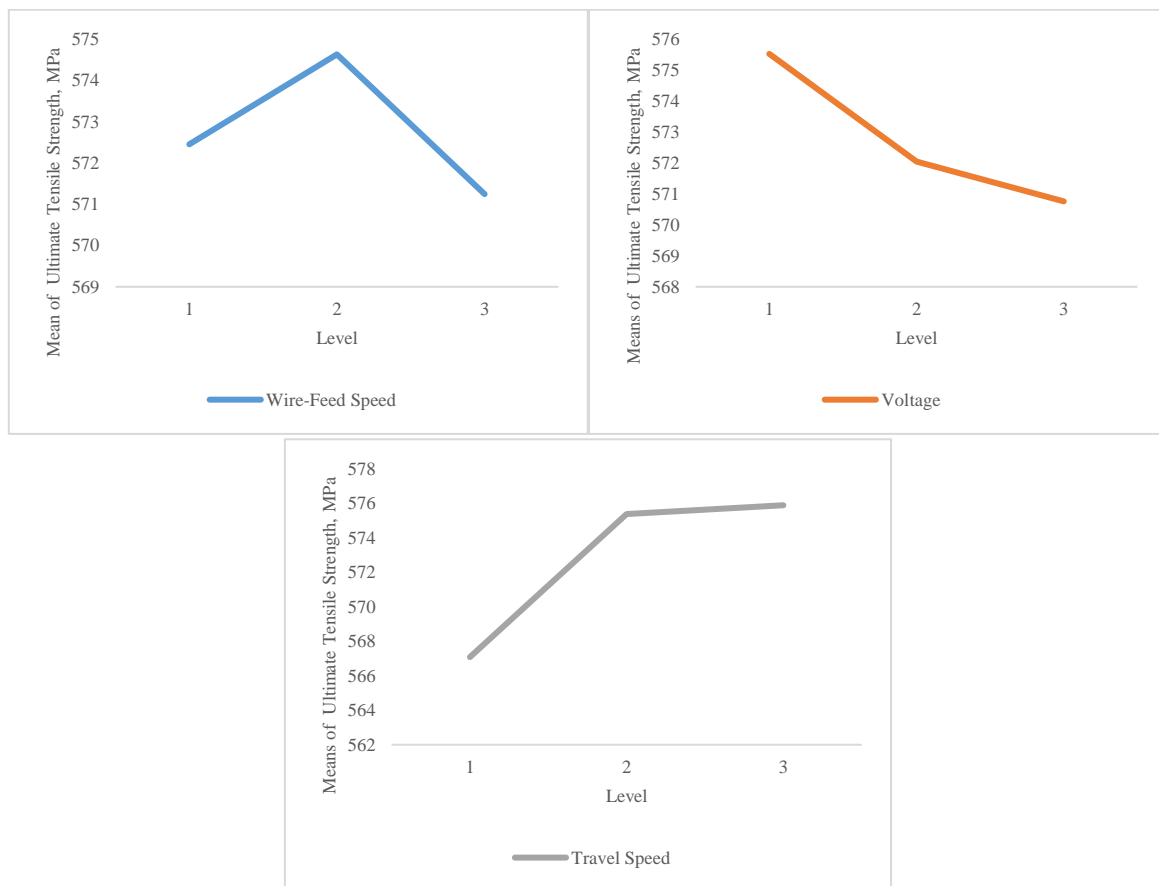 Mean of Ultimate Tensile Strength, MPa
575
574
573
572
571
570
569
1 2 3
Level
Wire-Feed Speed
Means of Ultimate Tensile Strength, MPa
576
575
574
573
572
571
570
569
568
1 2 3
Level
Voltage
Means of Ultimate Tensile Strength, MPa
578
576
574
572
570
568
566
564
562
1 2 3
Level
Travel Speed